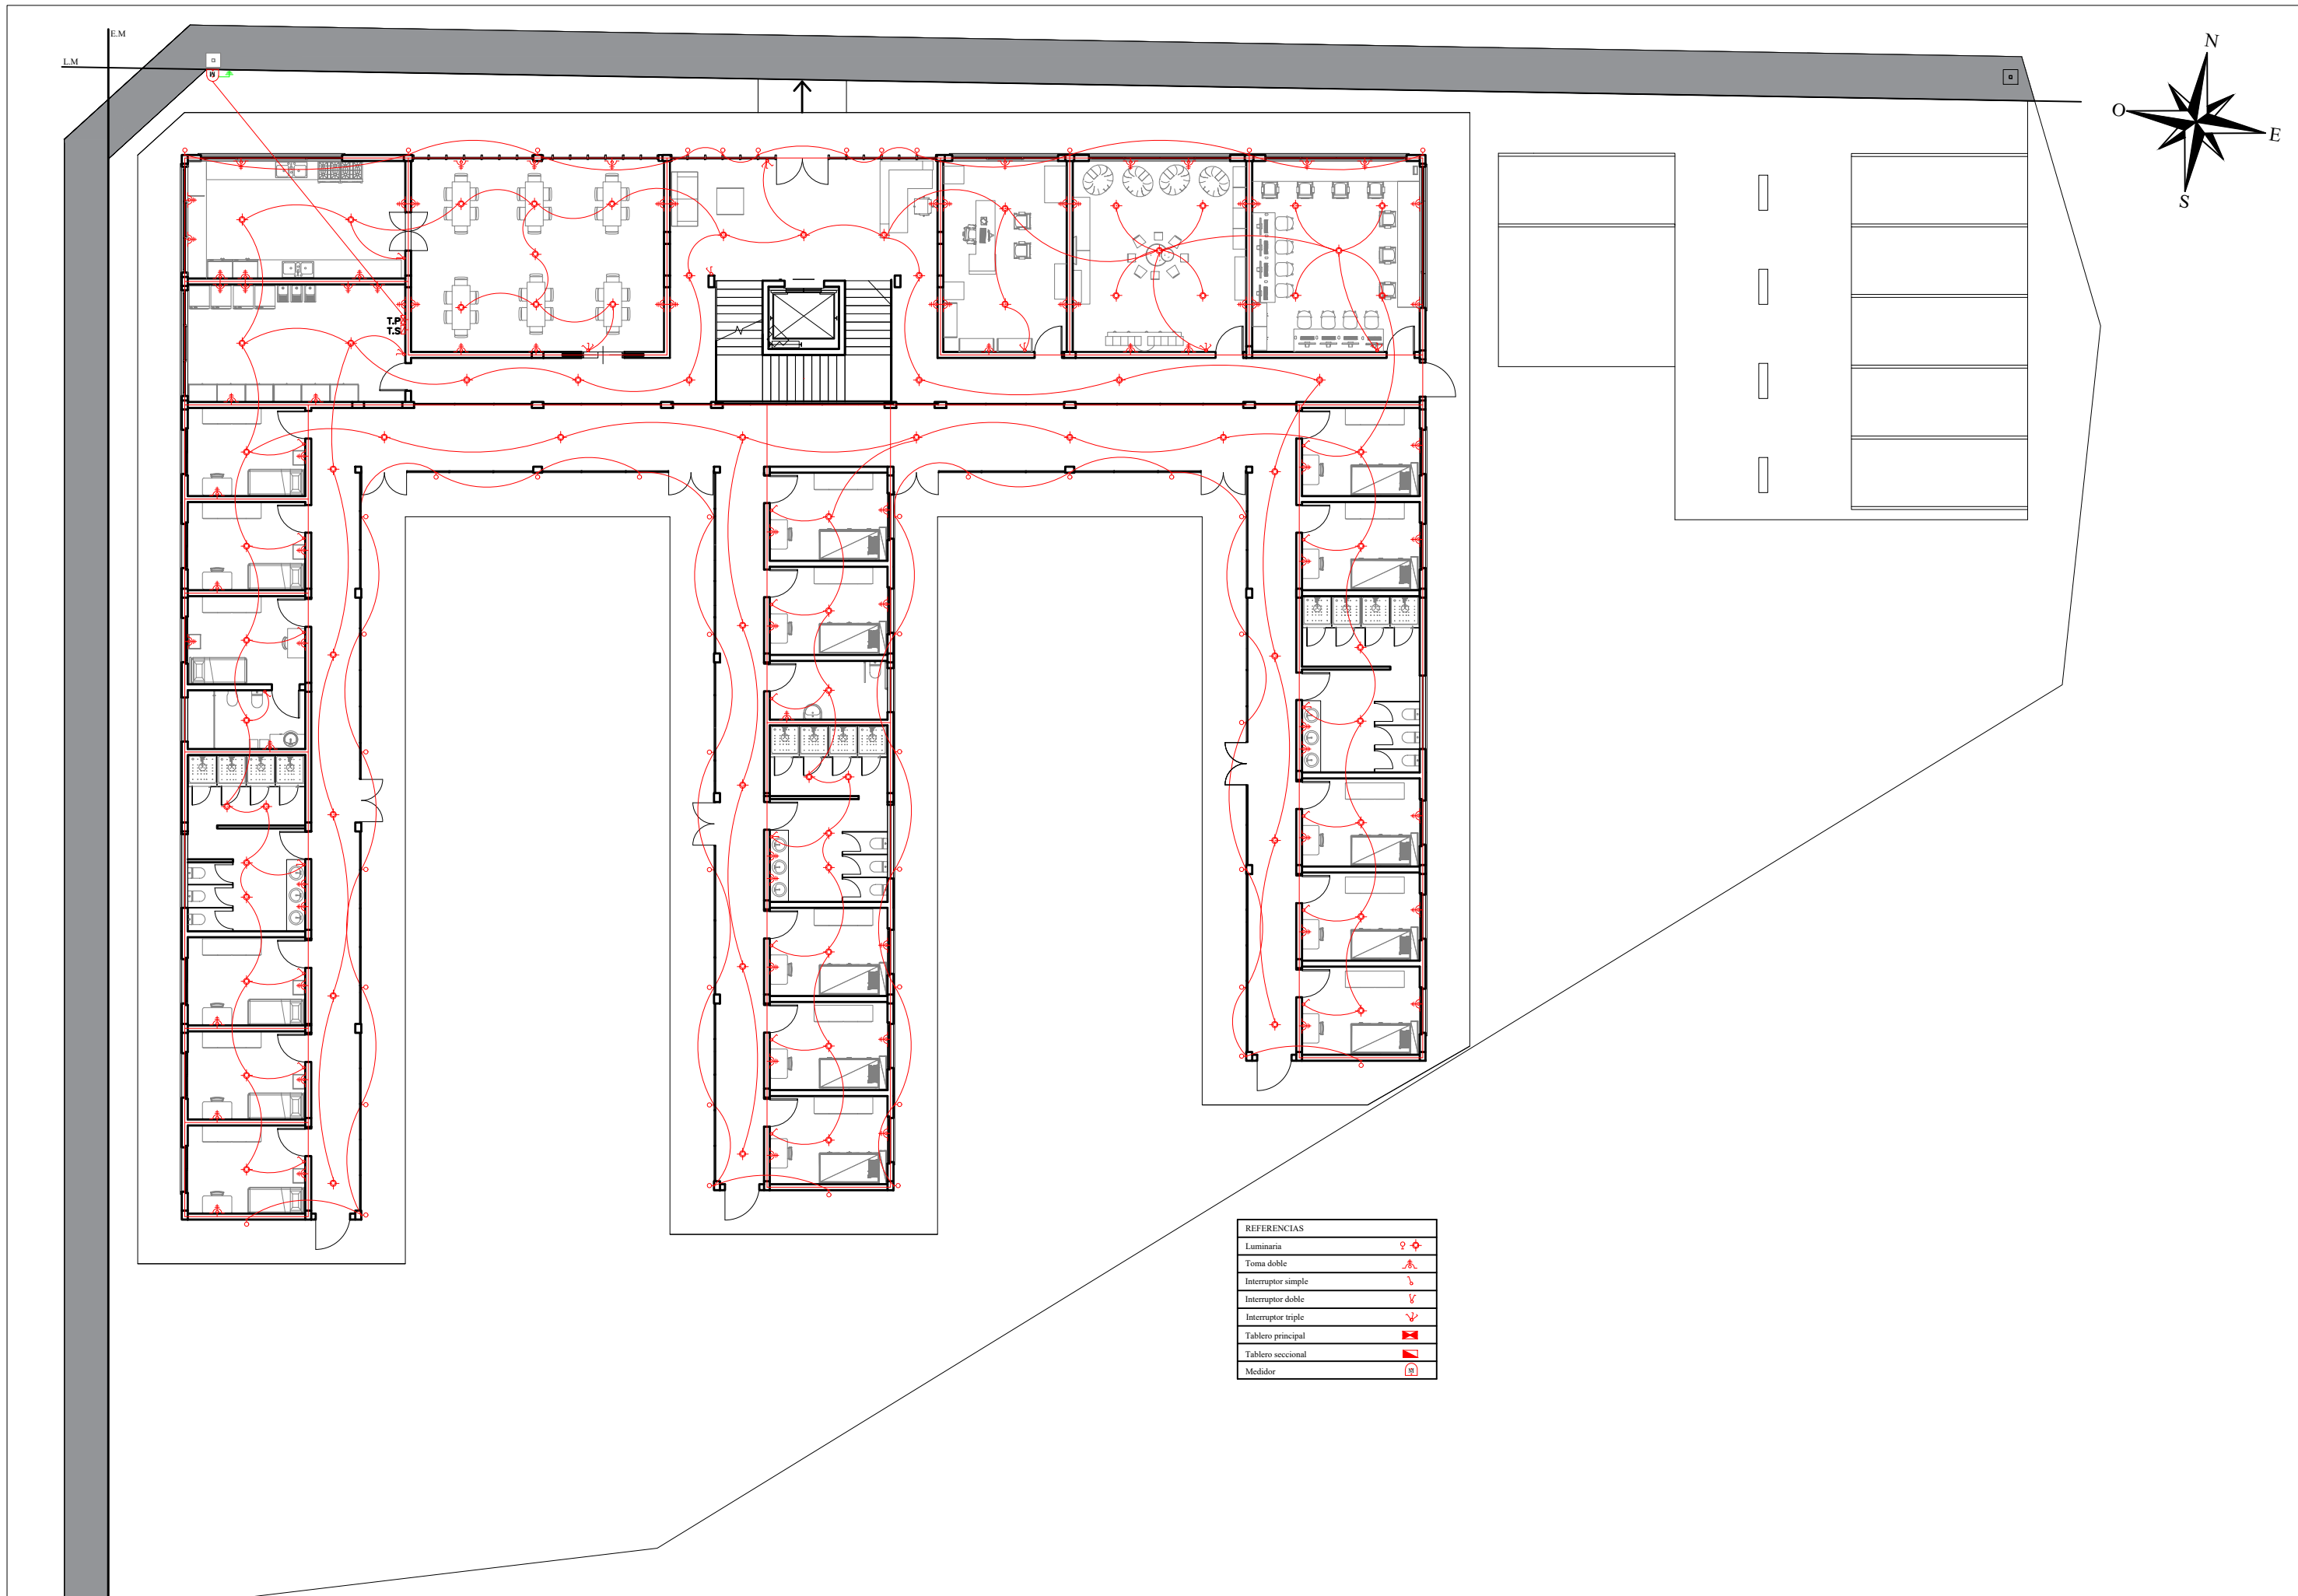 E.M
L.M
N
O
E
S
T.P
T.S
REFERENCIAS
Luminaria
Toma doble
Interruptor simple
Interruptor doble
Interruptor triple
Tablero principal
Tablero seccional
Medidor